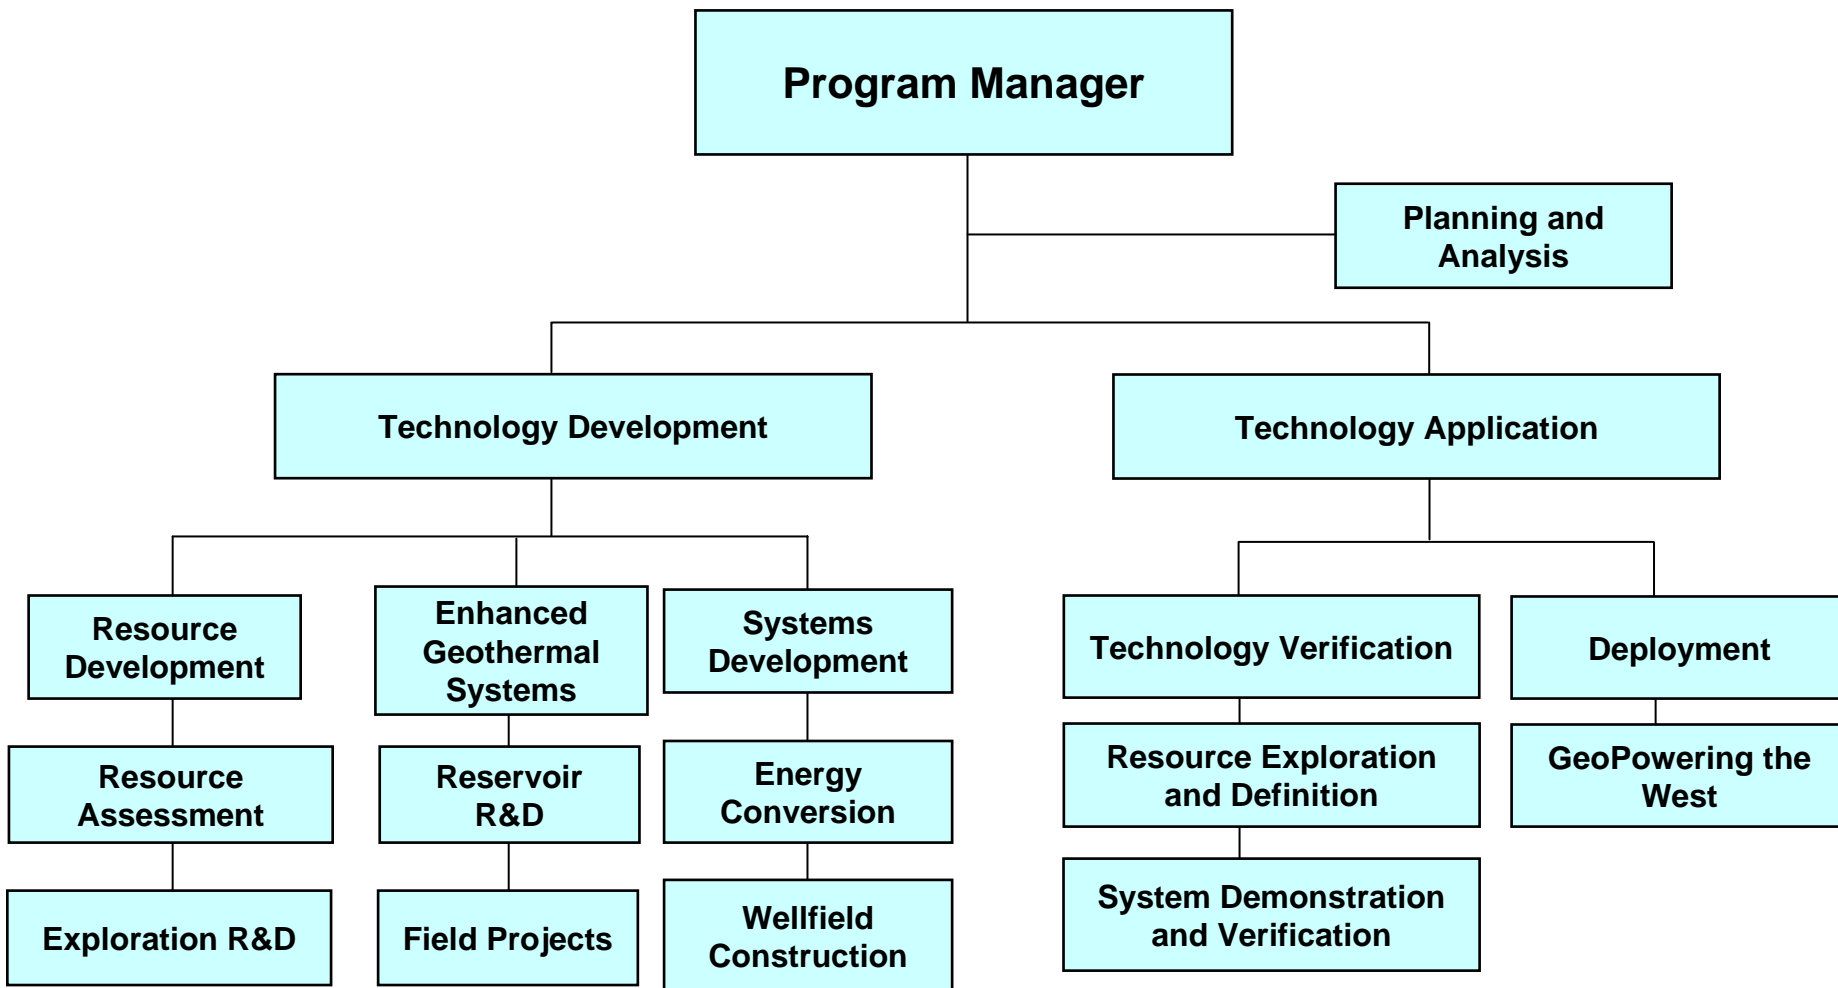 Program Manager
Planning and
Analysis
Technology Development
Technology Application
Resource
Development
Enhanced
Geothermal
Systems
Systems
Development
Technology Verification
Deployment
Resource
Assessment
Reservoir
R&D
Energy
Conversion
Resource Exploration
and Definition
GeoPowering the
West
Exploration R&D
Field Projects
Wellfield
Construction
System Demonstration
and Verification